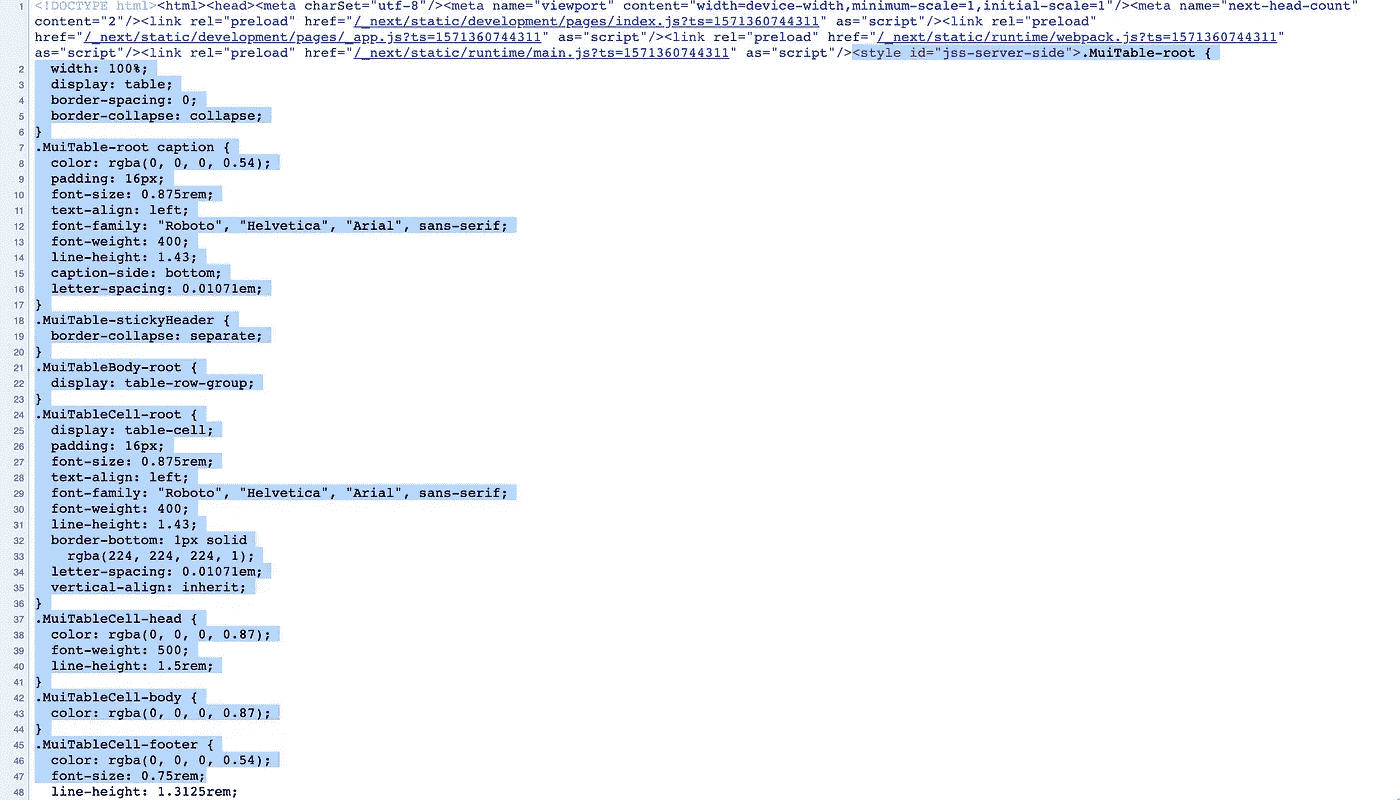 1 <!DOCTYPE html><html><head><meta charSet="utf-8"/><meta name="viewport" content="width=device-width,minimum-scale=1,initial-scale=1"/><meta name="next-head-count"
content="2"/><link rel="preload" href="/_next/static/development/pages/index.js?ts=1571360744311" as="script"/><link rel="preload"
href="/_next/static/development/pages/_app.js?ts=1571360744311" as="script"/><link rel="preload" href="/_next/static/runtime/webpack.js?ts=1571360744311"
as="script"/><link rel="preload" href="/_next/static/runtime/main.js?ts=1571360744311" as="script"/><style id="jss-server-side">.MuiTable-root {
2 width: 100%;
3 display: table;
4 border-spacing: 0;
5 border-collapse: collapse;
6 }
7 .MuiTable-root caption {
8 color: rgba(0, 0, 0, 0.54);
9 padding: 16px;
10 font-size: 0.875rem;
11 text-align: left;
12 font-family: "Roboto", "Helvetica", "Arial", sans-serif;
13 font-weight: 400;
14 line-height: 1.43;
15 caption-side: bottom;
16 letter-spacing: 0.01071em;
17 }
18 .MuiTable-stickyHeader {
19 border-collapse: separate;
20 }
21 .MuiTableBody-root {
22 display: table-row-group;
23 }
24 .MuiTableCell-root {
25 display: table-cell;
26 padding: 16px;
27 font-size: 0.875rem;
28 text-align: left;
29 font-family: "Roboto", "Helvetica", "Arial", sans-serif;
30 font-weight: 400;
31 line-height: 1.43;
32 border-bottom: 1px solid
33 rgba(224, 224, 224, 1);
34 letter-spacing: 0.01071em;
35 vertical-align: inherit;
36 }
37 .MuiTableCell-head {
38 color: rgba(0, 0, 0, 0.87);
39 font-weight: 500;
40 line-height: 1.5rem;
41 }
42 .MuiTableCell-body {
43 color: rgba(0, 0, 0, 0.87);
44 }
45 .MuiTableCell-footer {
46 color: rgba(0, 0, 0, 0.54);
47 font-size: 0.75rem;
48 line-height: 1.3125rem;